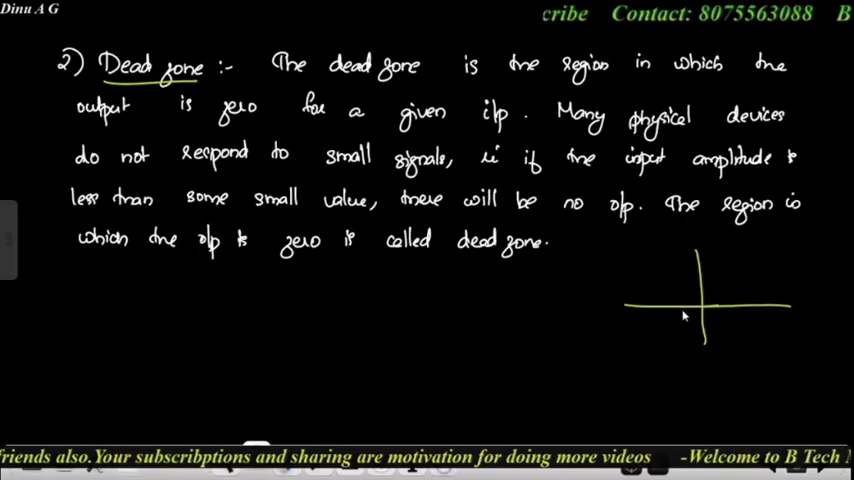 Dinu A G
cribe Contact: 8075563088 B
2) Dead zone :- The dead zone is the region in which the
output is zero for a given i/p. Many physical devices
do not respond to small signals, ie if the input amplitude is
less than some small value, there will be no o/p. The region in
which the o/p is zero is called dead zone.
friends also.Your subscribptions and sharing are motivation for doing more videos -Welcome to B Tech M